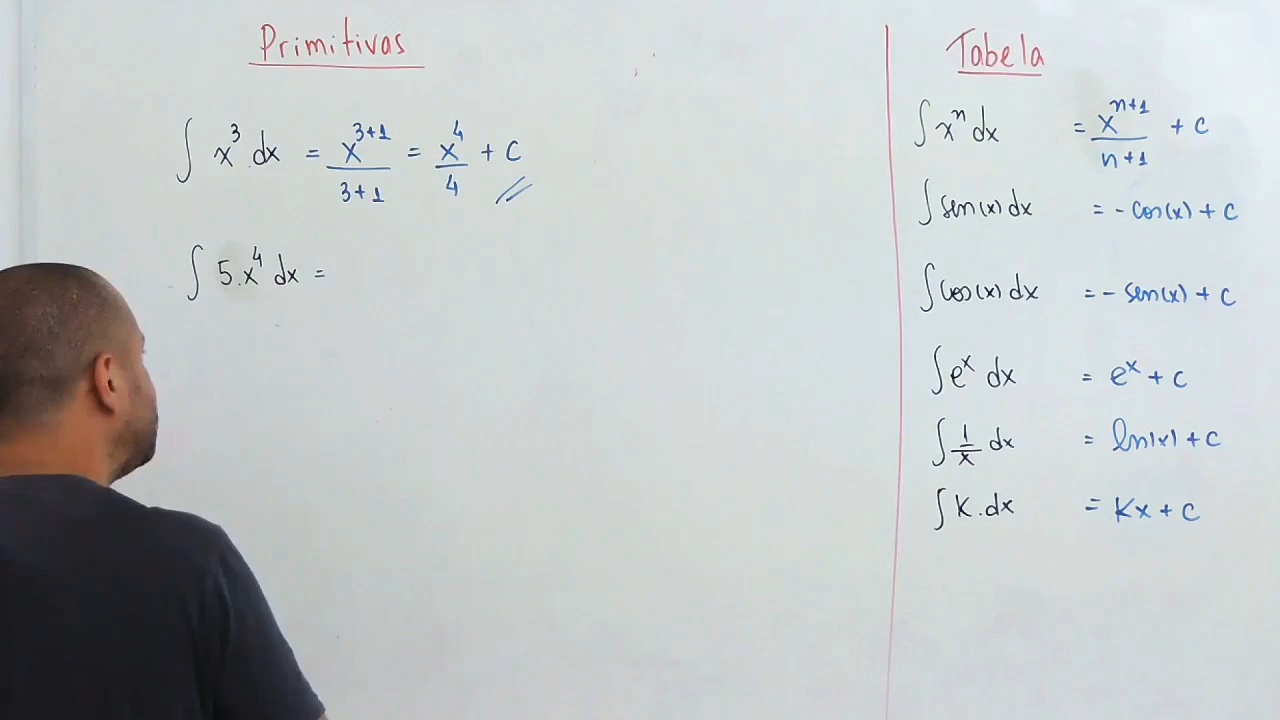 Primitivas
∫ x³ . dx = x³⁺¹/3+1 = x⁴/4 + c
∫ 5.x⁴ dx =
Tabela
∫ xⁿ dx = xⁿ⁺¹/n+1 + c
∫ sen(x) dx = - cos(x) + c
∫ cos(x) dx = - sen(x) + c
∫ eˣ dx = eˣ + c
∫ 1/x dx = ln|x| + c
∫ K . dx = Kx + c